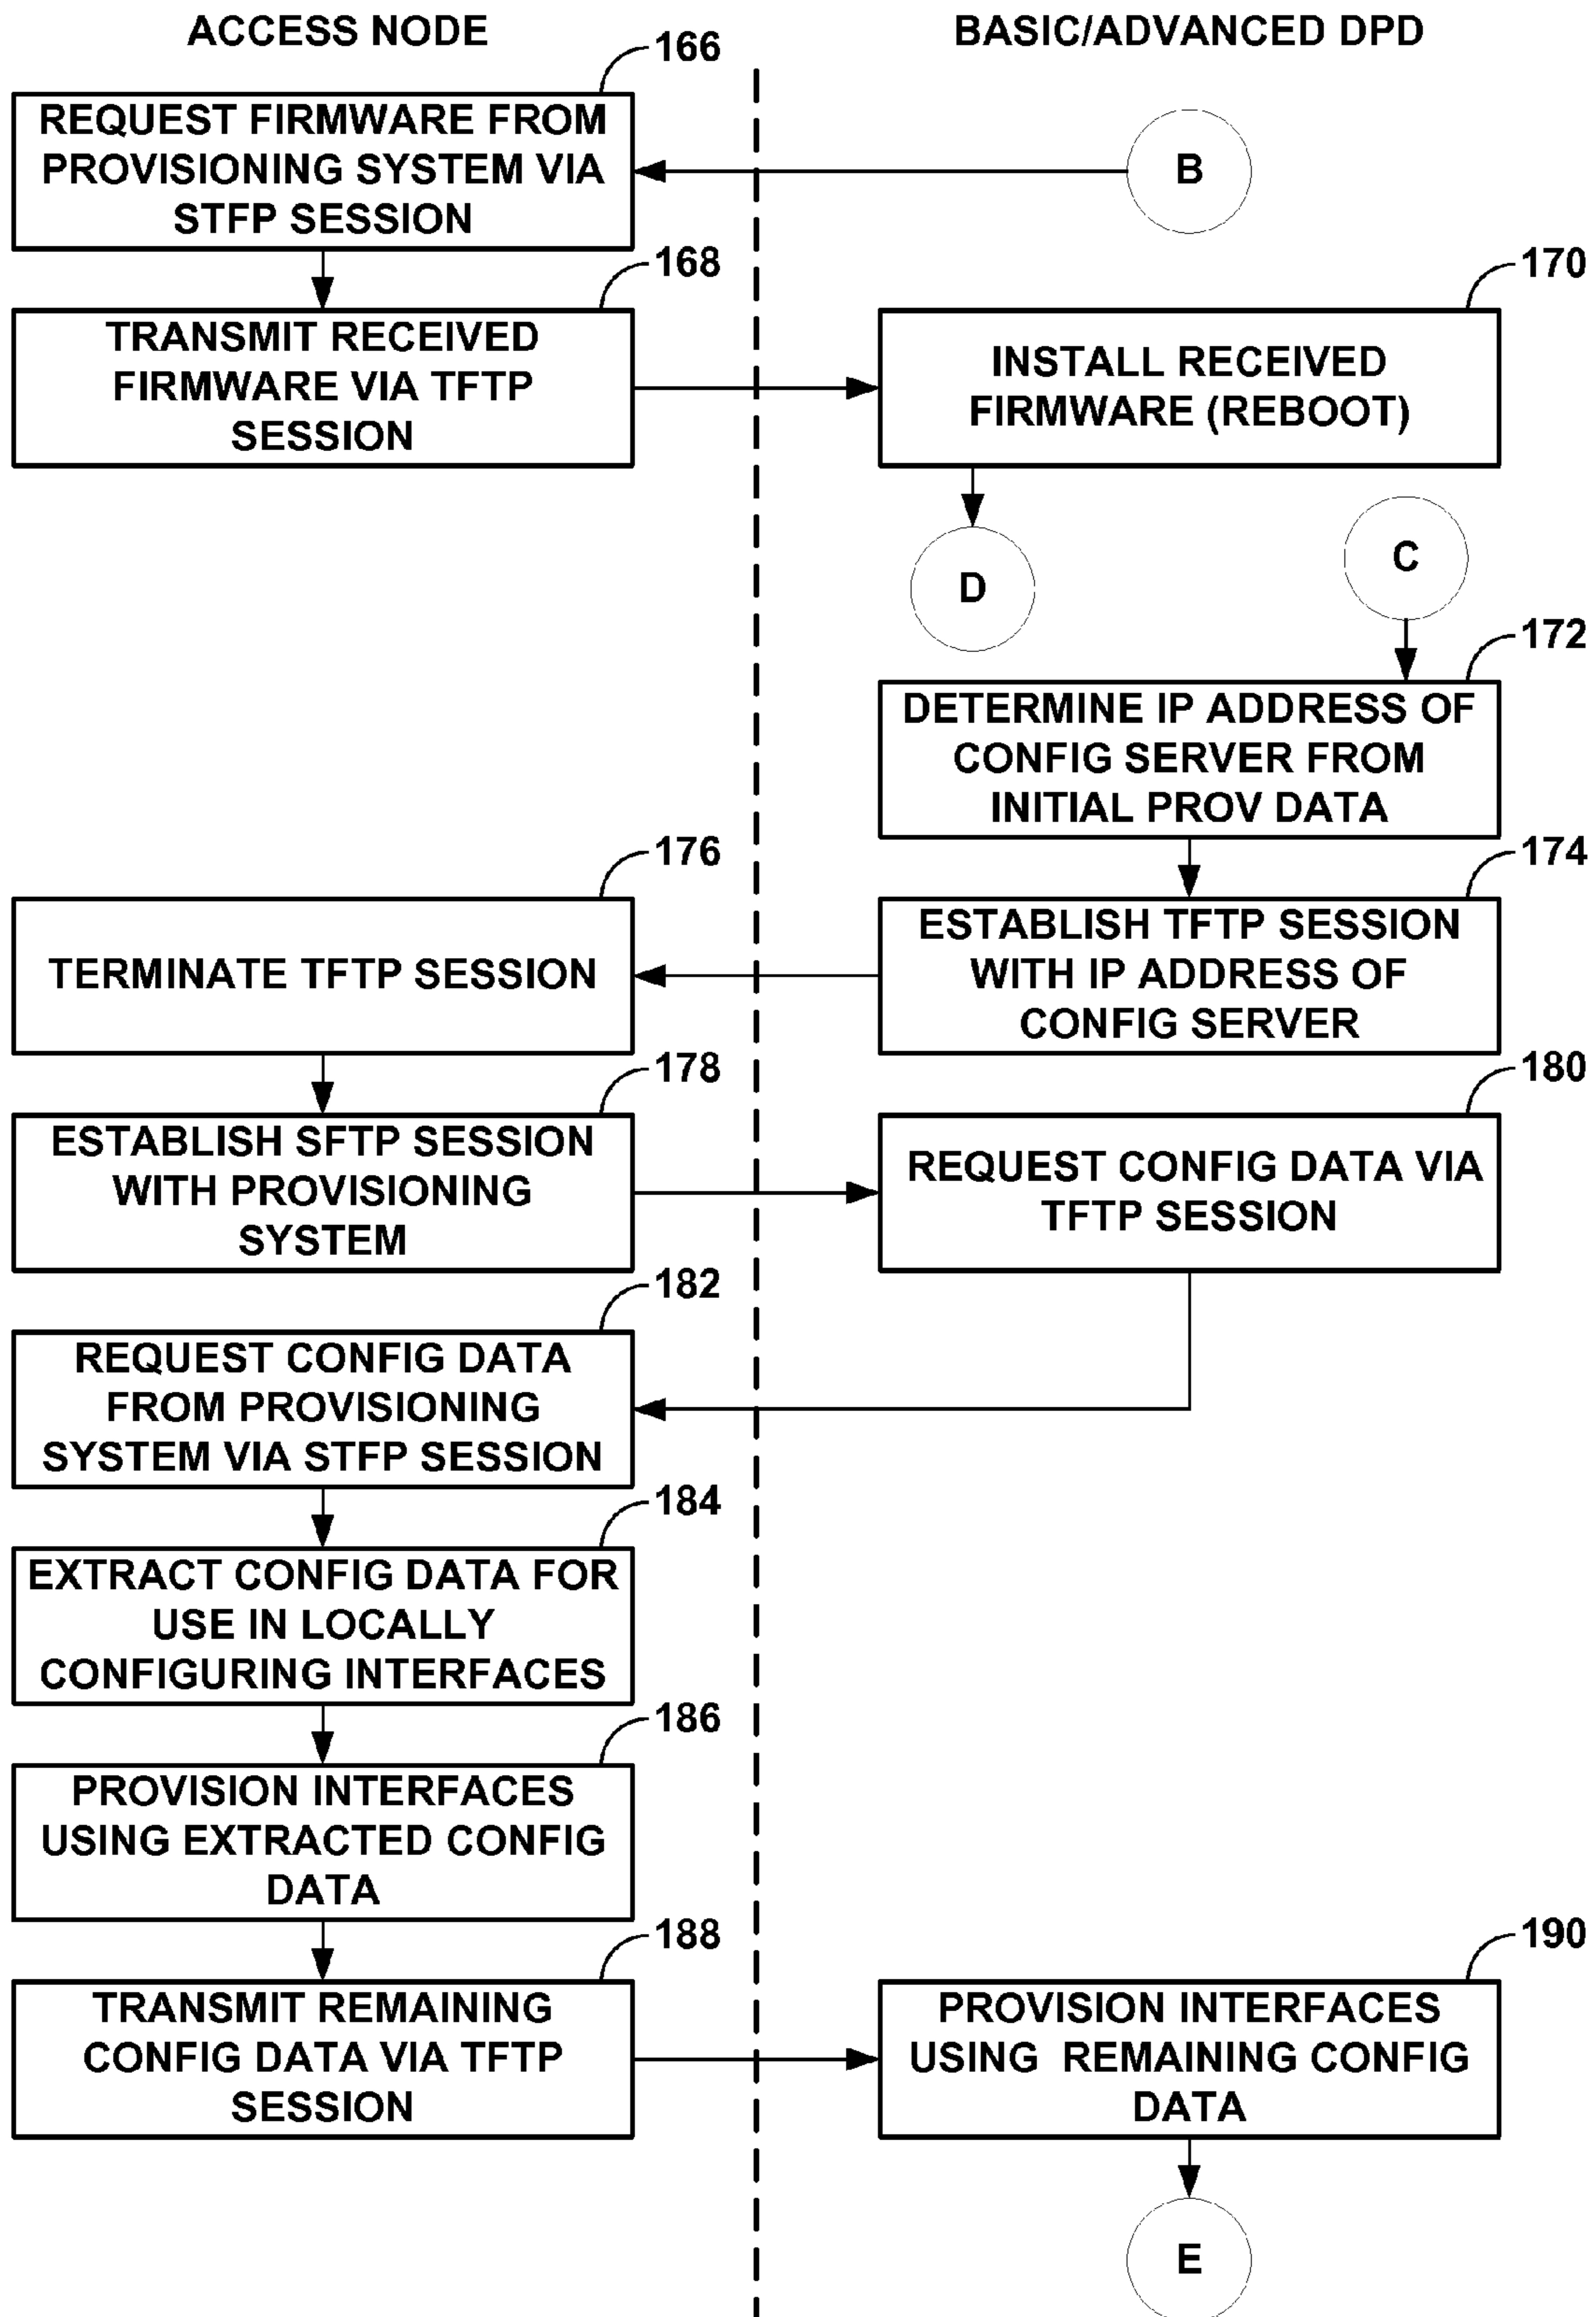 ACCESS NODE
BASIC/ADVANCED DPD
166
REQUEST FIRMWARE FROM
PROVISIONING SYSTEM VIA
STFP SESSION
B
168
TRANSMIT RECEIVED
FIRMWARE VIA TFTP
SESSION
170
INSTALL RECEIVED
FIRMWARE (REBOOT)
D
C
172
DETERMINE IP ADDRESS OF
CONFIG SERVER FROM
INITIAL PROV DATA
174
ESTABLISH TFTP SESSION
WITH IP ADDRESS OF
CONFIG SERVER
176
TERMINATE TFTP SESSION
178
ESTABLISH SFTP SESSION
WITH PROVISIONING
SYSTEM
180
REQUEST CONFIG DATA VIA
TFTP SESSION
182
REQUEST CONFIG DATA
FROM PROVISIONING
SYSTEM VIA STFP SESSION
184
EXTRACT CONFIG DATA FOR
USE IN LOCALLY
CONFIGURING INTERFACES
186
PROVISION INTERFACES
USING EXTRACTED CONFIG
DATA
188
TRANSMIT REMAINING
CONFIG DATA VIA TFTP
SESSION
190
PROVISION INTERFACES
USING REMAINING CONFIG
DATA
E